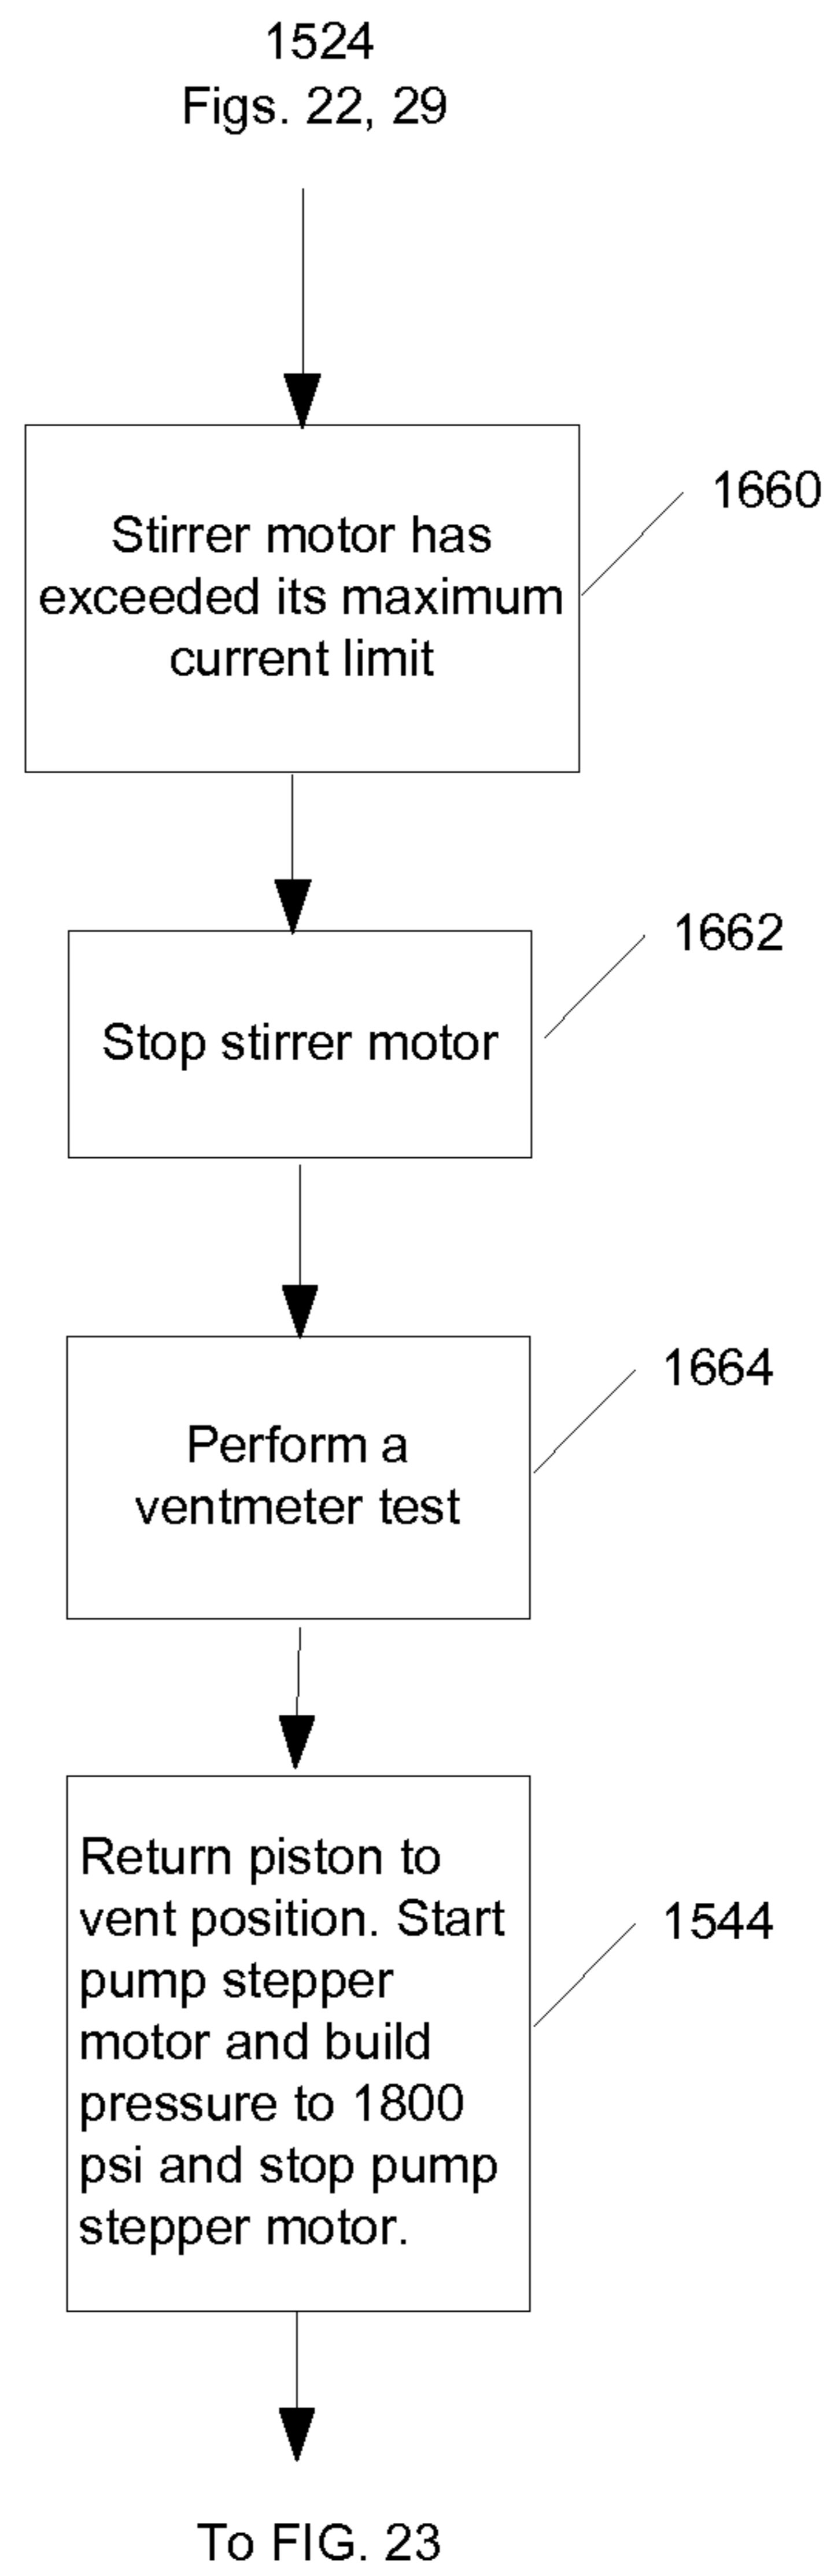 1524
Figs. 22, 29
Stirrer motor has
exceeded its maximum
current limit
1660
Stop stirrer motor
1662
Perform a
ventmeter test
1664
Return piston to
vent position. Start
pump stepper
motor and build
pressure to 1800
psi and stop pump
stepper motor.
1544
To FIG. 23